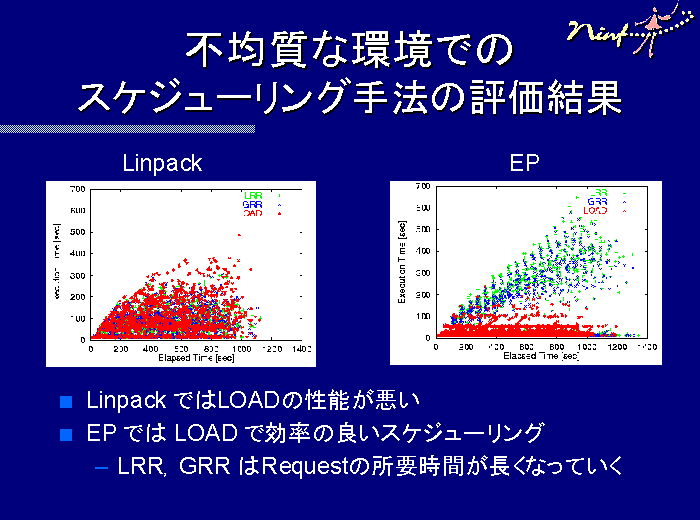 Ninf
不均質な環境での
スケジューリング手法の評価結果
Linpack
EP
700
600
500
400
300
200
100
0
0 200 400 600 800 1000 1200 1400
Elapsed Time [sec]
LRR
GRR
LOAD
700
600
500
400
300
200
100
0
Execution Time [sec]
0 200 400 600 800 1000 1200 1400
Elapsed Time [sec]
LRR
GRR
LOAD
■ Linpack ではLOADの性能が悪い
■ EP では LOAD で効率の良いスケジューリング
– LRR, GRR はRequestの所要時間が長くなっていく